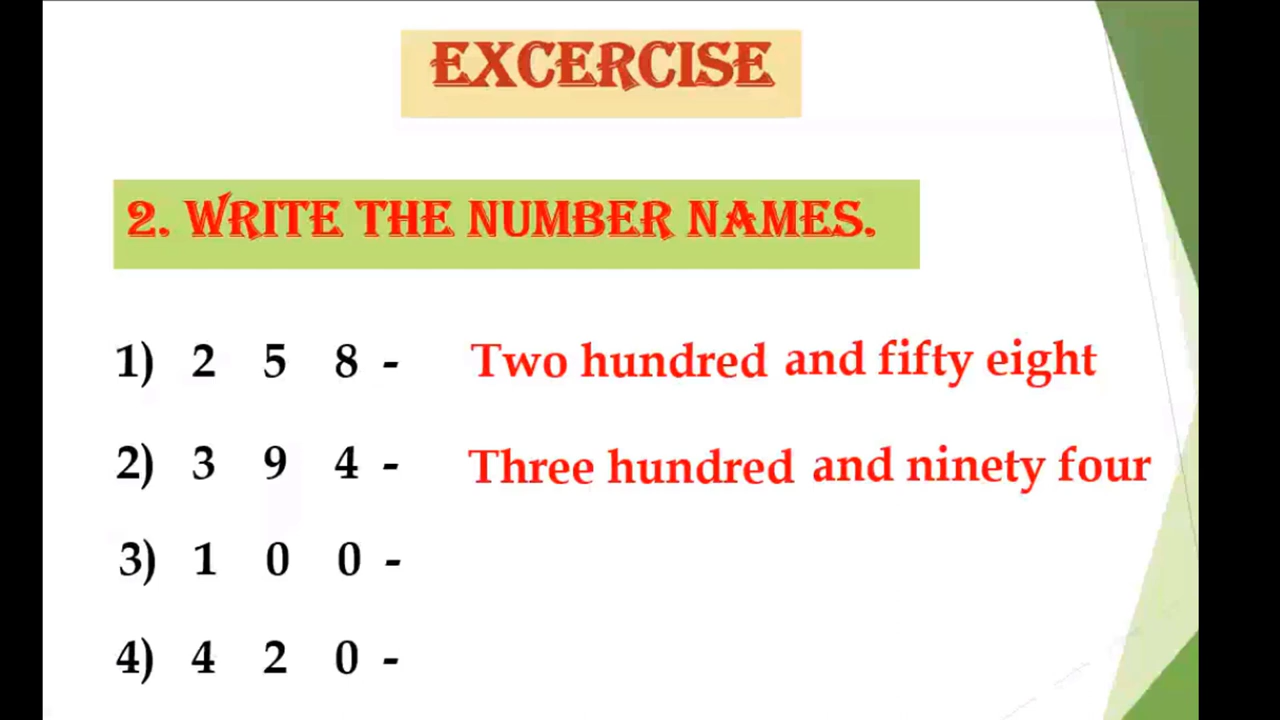 EXCERCISE
2. WRITE THE NUMBER NAMES.
1) 2 5 8 - Two hundred and fifty eight
2) 3 9 4 - Three hundred and ninety four
3) 1 0 0 -
4) 4 2 0 -